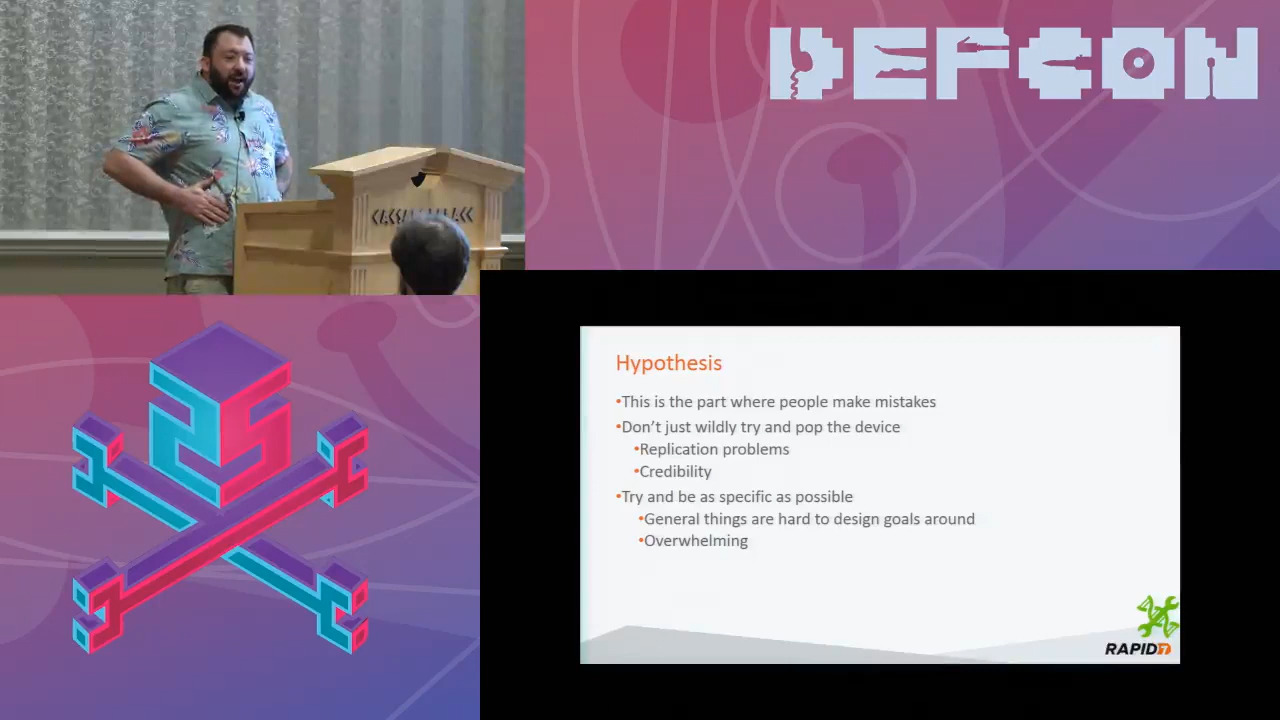 DEFCON
CAESARS PALACE
Hypothesis
•This is the part where people make mistakes
•Don't just wildly try and pop the device
•Replication problems
•Credibility
•Try and be as specific as possible
•General things are hard to design goals around
•Overwhelming
RAPID7